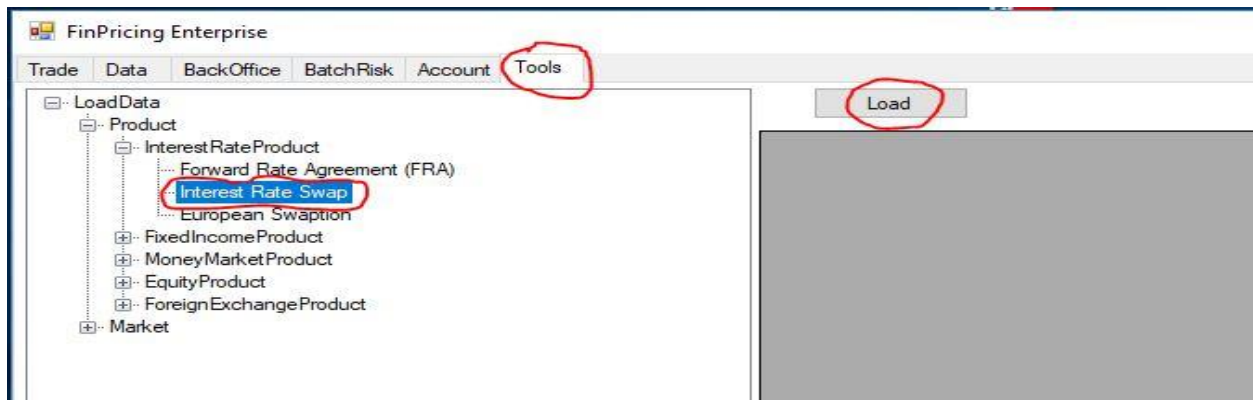 FinPricing Enterprise
Trade Data BackOffice BatchRisk Account Tools
LoadData
Product
InterestRateProduct
Forward Rate Agreement (FRA)
Interest Rate Swap
European Swaption
FixedIncomeProduct
MoneyMarketProduct
EquityProduct
ForeignExchangeProduct
Market
Load